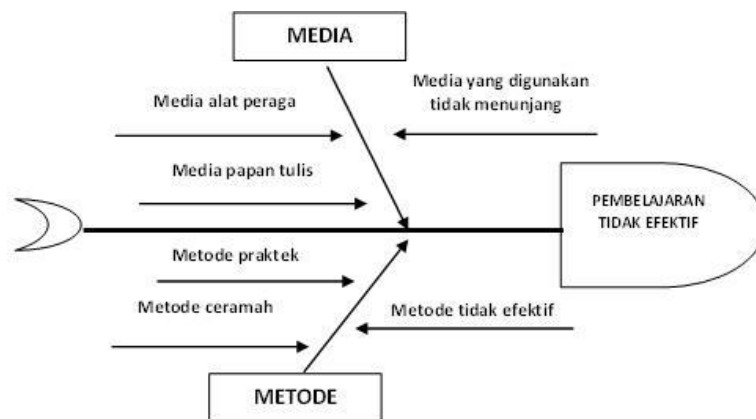 MEDIA
Media yang digunakan
tidak menunjang
Media alat peraga
Media papan tulis
PEMBELAJARAN
TIDAK EFEKTIF
Metode praktek
Metode ceramah
Metode tidak efektif
METODE